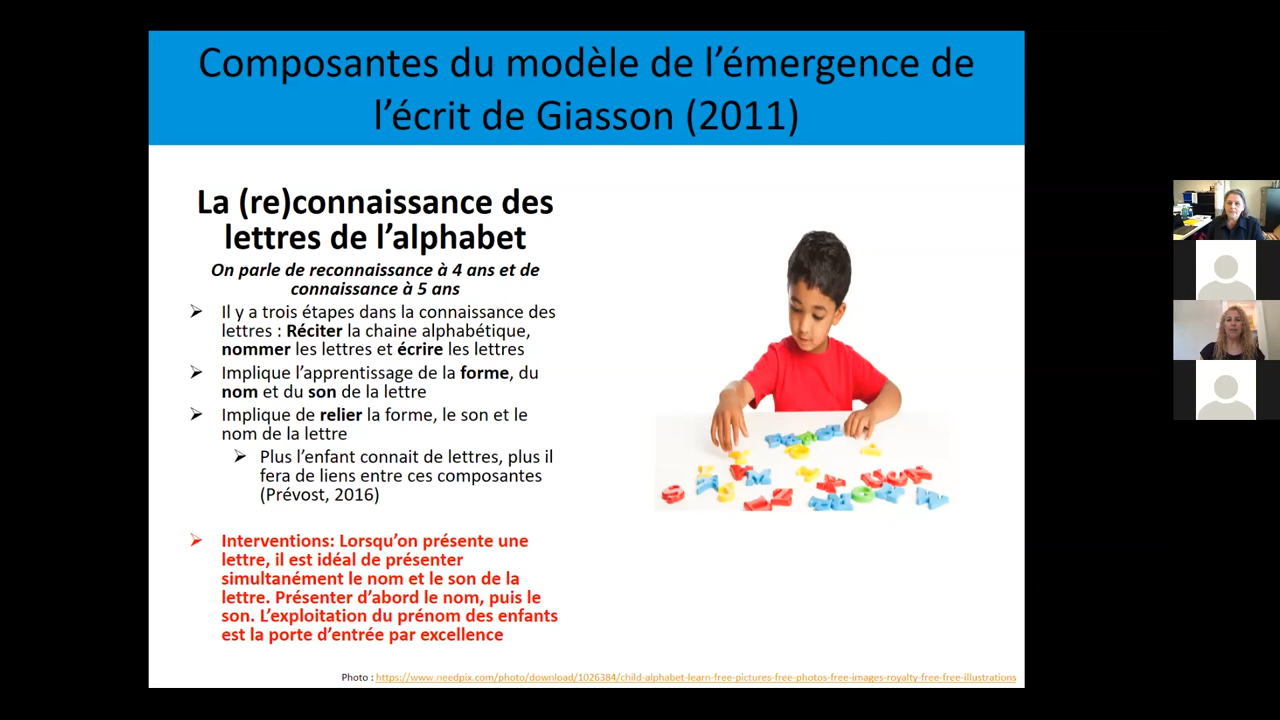 Composantes du modèle de l’émergence de
l’écrit de Giasson (2011)
La (re)connaissance des
lettres de l’alphabet
On parle de reconnaissance à 4 ans et de
connaissance à 5 ans
Il y a trois étapes dans la connaissance des
lettres : Réciter la chaine alphabétique,
nommer les lettres et écrire les lettres
Implique l’apprentissage de la forme, du
nom et du son de la lettre
Implique de relier la forme, le son et le
nom de la lettre
Plus l’enfant connait de lettres, plus il
fera de liens entre ces composantes
(Prévost, 2016)
Interventions: Lorsqu’on présente une
lettre, il est idéal de présenter
simultanément le nom et le son de la
lettre. Présenter d’abord le nom, puis le
son. L’exploitation du prénom des enfants
est la porte d’entrée par excellence
Photo : https://www.needpix.com/photo/download/1026384/child-alphabet-learn-free-pictures-free-photos-free-images-royalty-free-free-illustrations